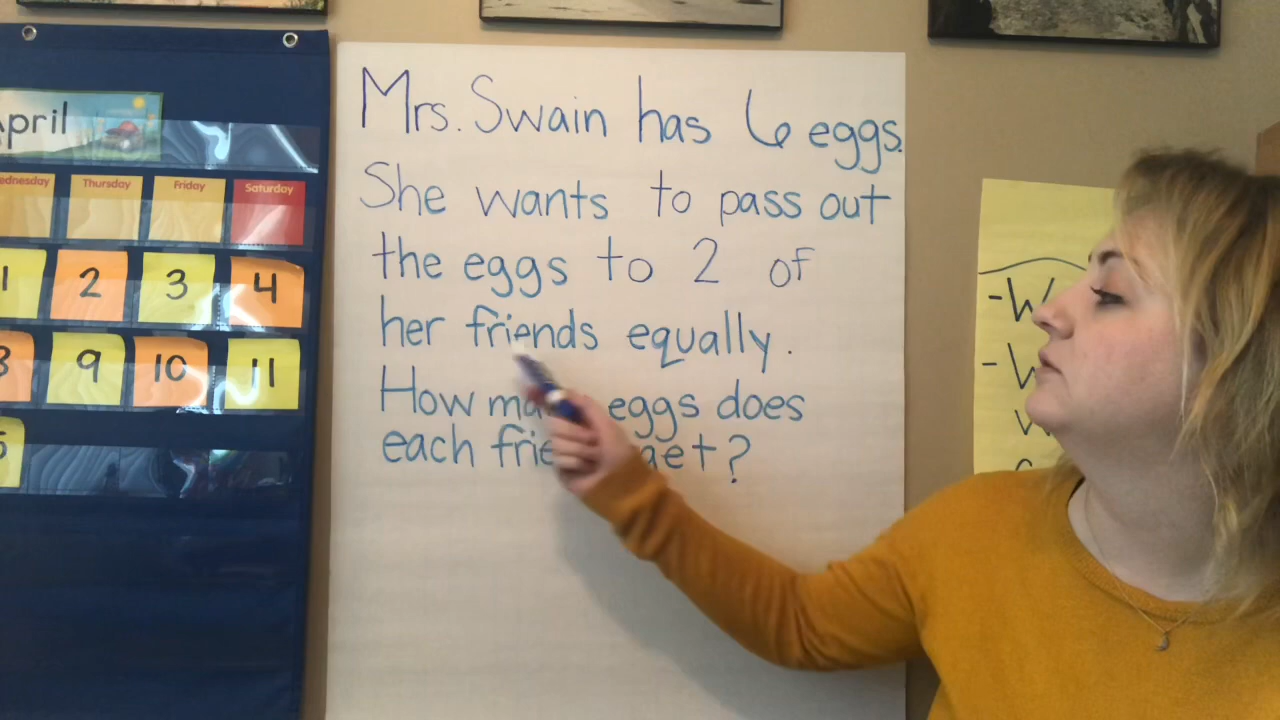 April
Thursday Friday Saturday
1 2 3 4
9 10 11
Mrs. Swain has 6 eggs.
She wants to pass out
the eggs to 2 of
her friends equally.
How eggs does
each ?